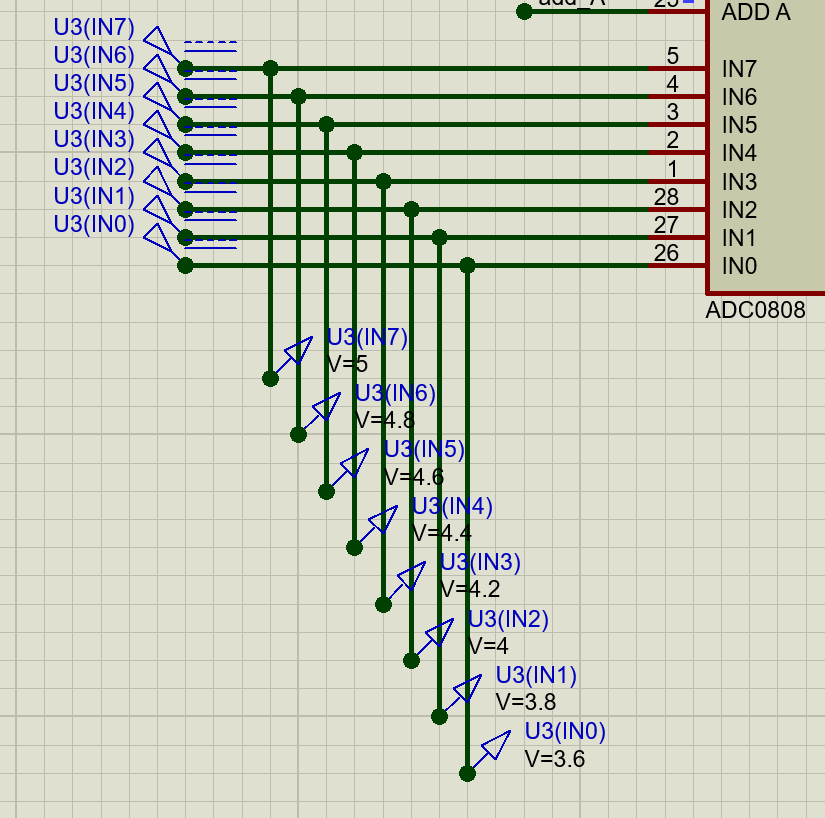 add_A
25
ADD A
U3(IN7)
U3(IN6)
U3(IN5)
U3(IN4)
U3(IN3)
U3(IN2)
U3(IN1)
U3(IN0)
5
IN7
4
IN6
3
IN5
2
IN4
1
IN3
28
IN2
27
IN1
26
IN0
ADC0808
U3(IN7)
V=5
U3(IN6)
V=4.8
U3(IN5)
V=4.6
U3(IN4)
V=4.4
U3(IN3)
V=4.2
U3(IN2)
V=4
U3(IN1)
V=3.8
U3(IN0)
V=3.6